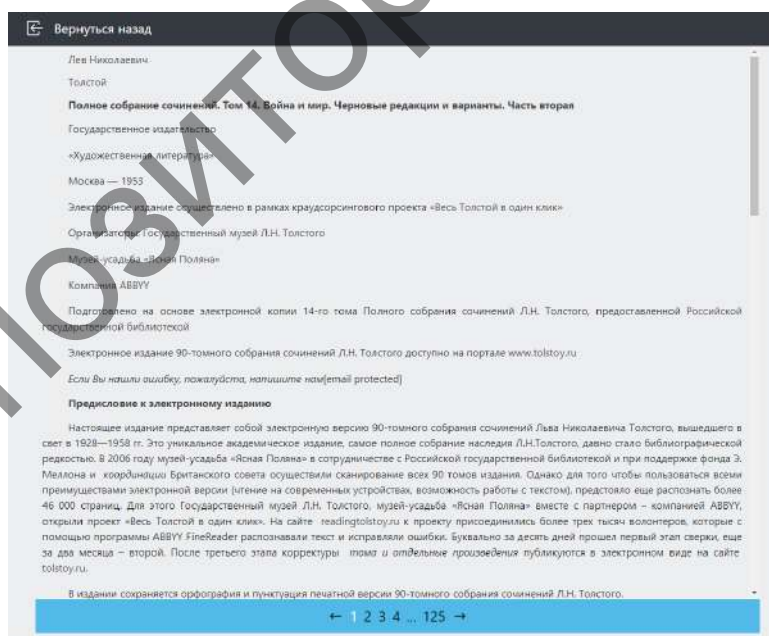 Вернуться назад
Лев Николаевич
Толстой
Полное собрание сочинений. Том 14. Война и мир. Черновые редакции и варианты. Часть вторая
Государственное издательство
«Художественная литература»
Москва — 1953
Электронное издание осуществлено в рамках краудсорсингового проекта «Весь Толстой в один клик»
Организаторы: Государственный музей Л.Н. Толстого
Музей-усадьба «Ясная Поляна»
Компания ABBYY
Подготовлено на основе электронной копии 14-го тома Полного собрания сочинений Л.Н. Толстого, предоставленной Российской
государственной библиотекой
Электронное издание 90-томного собрания сочинений Л.Н. Толстого доступно на портале www.tolstoy.ru
Если Вы нашли ошибку, пожалуйста, напишите нам[email protected]
Предисловие к электронному изданию
Настоящее издание представляет собой электронную версию 90-томного собрания сочинений Льва Николаевича Толстого, вышедшего в
свет в 1928—1958 гг. Это уникальное академическое издание, самое полное собрание наследия Л.Н.Толстого, давно стало библиографической
редкостью. В 2006 году музей-усадьба «Ясная Поляна» в сотрудничестве с Российской государственной библиотекой и при поддержке фонда Э.
Меллона и координации Британского совета осуществили сканирование всех 90 томов издания. Однако для того чтобы пользоваться всеми
преимуществами электронной версии (чтение на современных устройствах, возможность работы с текстом), предстояло еще распознать более
46 000 страниц. Для этого Государственный музей Л.Н. Толстого, музей-усадьба «Ясная Поляна» вместе с партнером – компанией ABBYY,
открыли проект «Весь Толстой в один клик». На сайте readingtolstoy.ru к проекту присоединились более трех тысяч волонтеров, которые с
помощью программы ABBYY FineReader распознавали текст и исправляли ошибки. Буквально за десять дней прошел первый этап сверки, еще
за два месяца – второй. После третьего этапа корректуры тома и отдельные произведения публикуются в электронном виде на сайте
tolstoy.ru.
В издании сохраняется орфография и пунктуация печатной версии 90-томного собрания сочинений Л.Н. Толстого.
← 1 2 3 4 ... 125 →